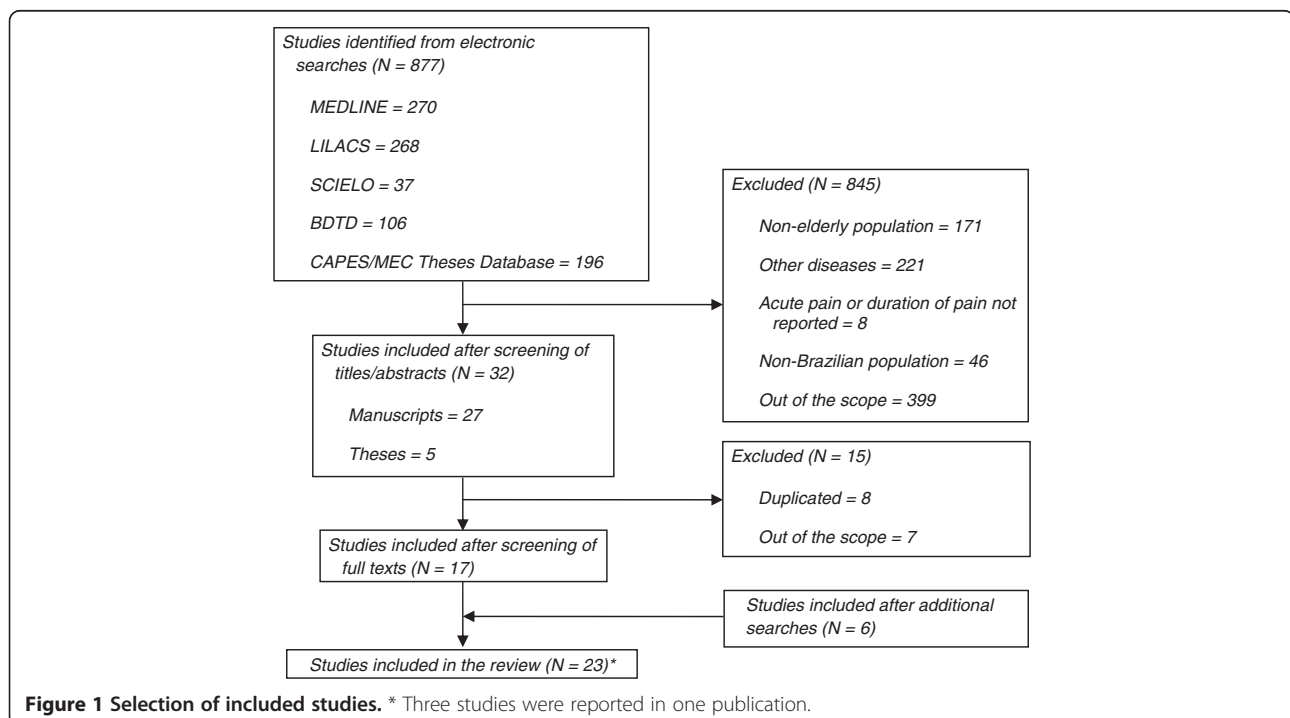 Studies identified from electronic
searches (N = 877)
MEDLINE = 270
LILACS = 268
SCIELO = 37
BDTD = 106
CAPES/MEC Theses Database = 196
Excluded (N = 845)
Non-elderly population = 171
Other diseases = 221
Acute pain or duration of pain not
reported = 8
Non-Brazilian population = 46
Out of the scope = 399
Studies included after screening of
titles/abstracts (N = 32)
Manuscripts = 27
Theses = 5
Excluded (N = 15)
Duplicated = 8
Out of the scope = 7
Studies included after screening of
full texts (N = 17)
Studies included after additional
searches (N = 6)
Studies included in the review (N = 23)*
Figure 1 Selection of included studies. * Three studies were reported in one publication.